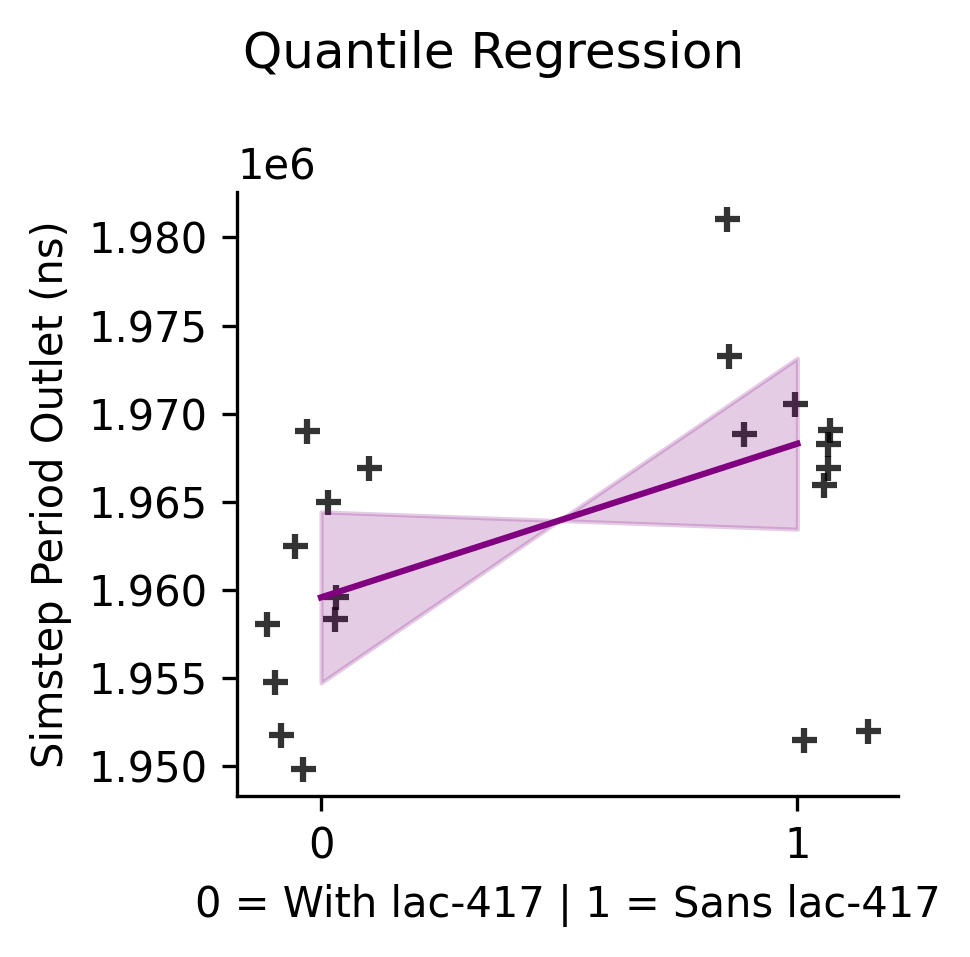 Quantile Regression
1e6
Simstep Period Outlet (ns)
1.980
1.975
1.970
1.965
1.960
1.955
1.950
0
1
0 = With lac-417 | 1 = Sans lac-417